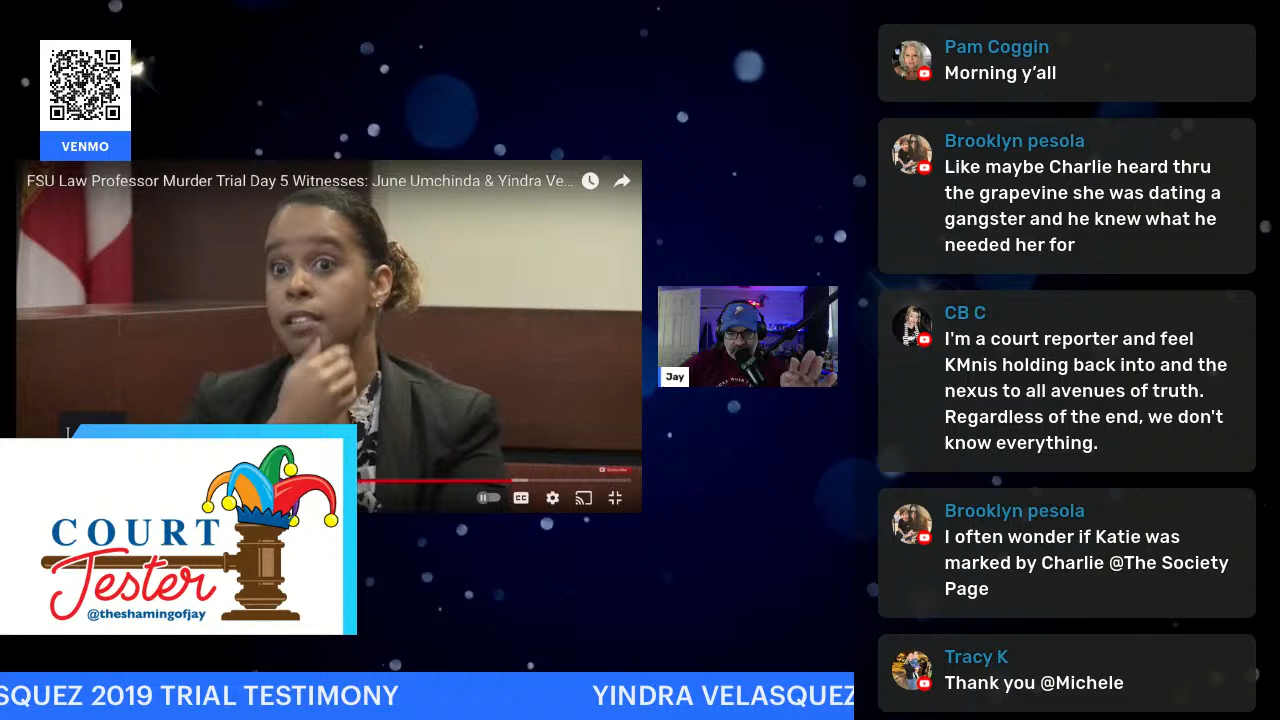 VENMO
FSU Law Professor Murder Trial Day 5 Witnesses: June Umchinda & Yindra Ve...
Subscribe
CC
Jay
COURT
Jester
@theshamingofjay
SQUEZ 2019 TRIAL TESTIMONY
YINDRA VELASQUEZ
Pam Coggin
Morning y’all
Brooklyn pesola
Like maybe Charlie heard thru
the grapevine she was dating a
gangster and he knew what he
needed her for
CB C
I'm a court reporter and feel
KMnis holding back into and the
nexus to all avenues of truth.
Regardless of the end, we don't
know everything.
Brooklyn pesola
I often wonder if Katie was
marked by Charlie @The Society
Page
Tracy K
Thank you @Michele